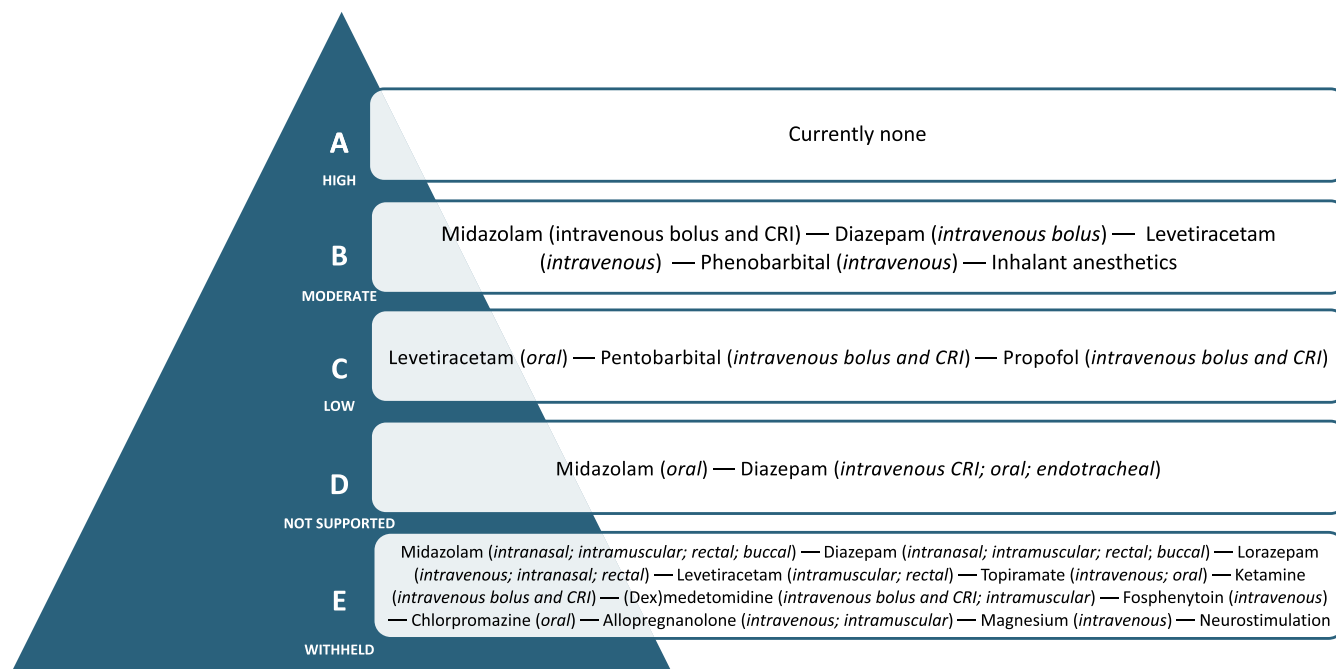 A
HIGH
Currently none
B
MODERATE
Midazolam (intravenous bolus and CRI) — Diazepam (intravenous bolus) — Levetiracetam
(intravenous) — Phenobarbital (intravenous) — Inhalant anesthetics
C
LOW
Levetiracetam (oral) — Pentobarbital (intravenous bolus and CRI) — Propofol (intravenous bolus and CRI)
D
NOT SUPPORTED
Midazolam (oral) — Diazepam (intravenous CRI; oral; endotracheal)
E
WITHHELD
Midazolam (intranasal; intramuscular; rectal; buccal) — Diazepam (intranasal; intramuscular; rectal; buccal) — Lorazepam
(intravenous; intranasal; rectal) — Levetiracetam (intramuscular; rectal) — Topiramate (intravenous; oral) — Ketamine
(intravenous bolus and CRI) — (Dex)medetomidine (intravenous bolus and CRI; intramuscular) — Fosphenytoin (intravenous)
— Chlorpromazine (oral) — Allopregnanolone (intravenous; intramuscular) — Magnesium (intravenous) — Neurostimulation